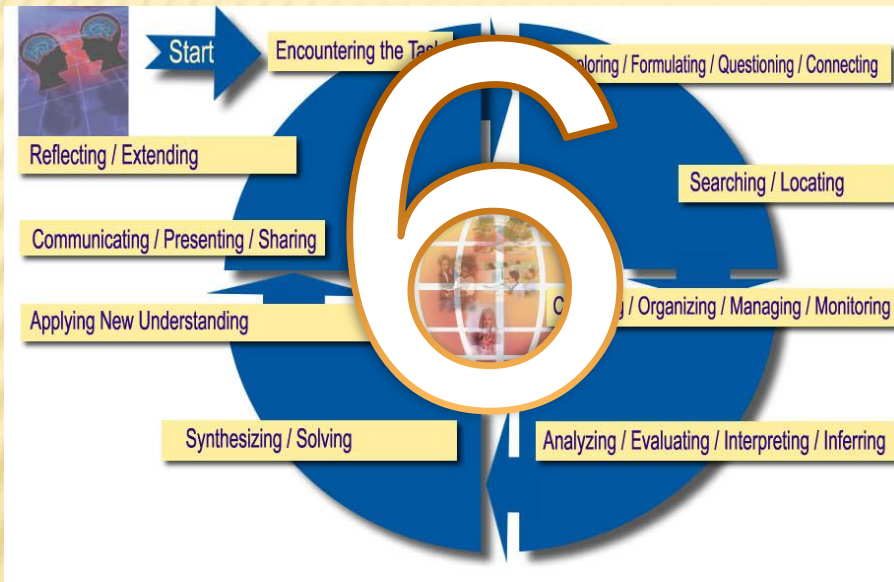 Start
Encountering the Task
6
ploring / Formulating / Questioning / Connecting
Reflecting / Extending
Searching / Locating
Communicating / Presenting / Sharing
/ Organizing / Managing / Monitoring
Applying New Understanding
Synthesizing / Solving
Analyzing / Evaluating / Interpreting / Inferring